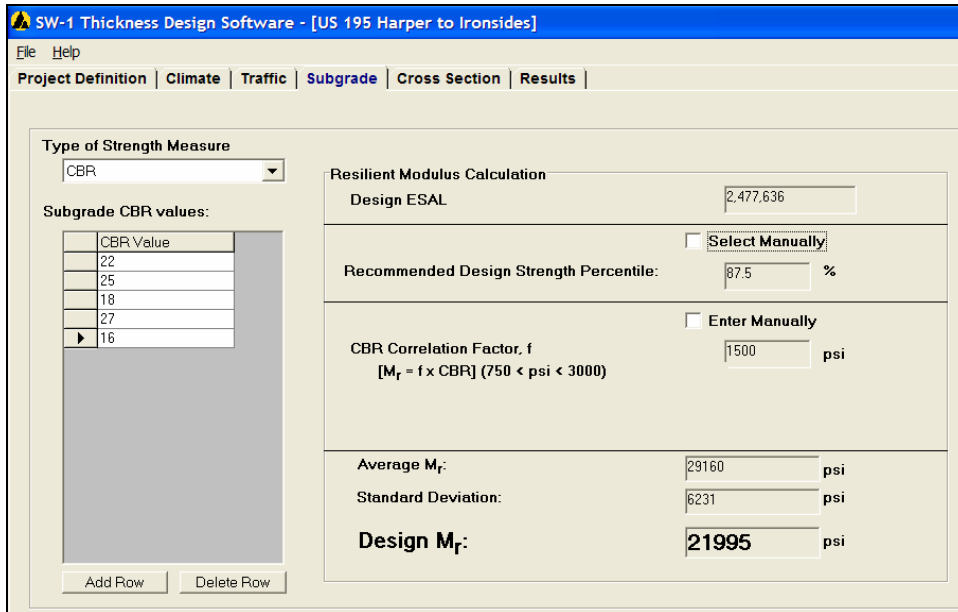 SW-1 Thickness Design Software - [US 195 Harper to Ironsides]
File Help
Project Definition Climate Traffic Subgrade Cross Section Results
Type of Strength Measure
CBR
Subgrade CBR values:
CBR Value
22
25
18
27
16
Add Row Delete Row
Resilient Modulus Calculation
Design ESAL 2,477,636
Select Manually
Recommended Design Strength Percentile: 87.5 %
Enter Manually
CBR Correlation Factor, f 1500 psi
[Mr = f x CBR] (750 < psi < 3000)
Average Mr: 29160 psi
Standard Deviation: 6231 psi
Design Mr: 21995 psi